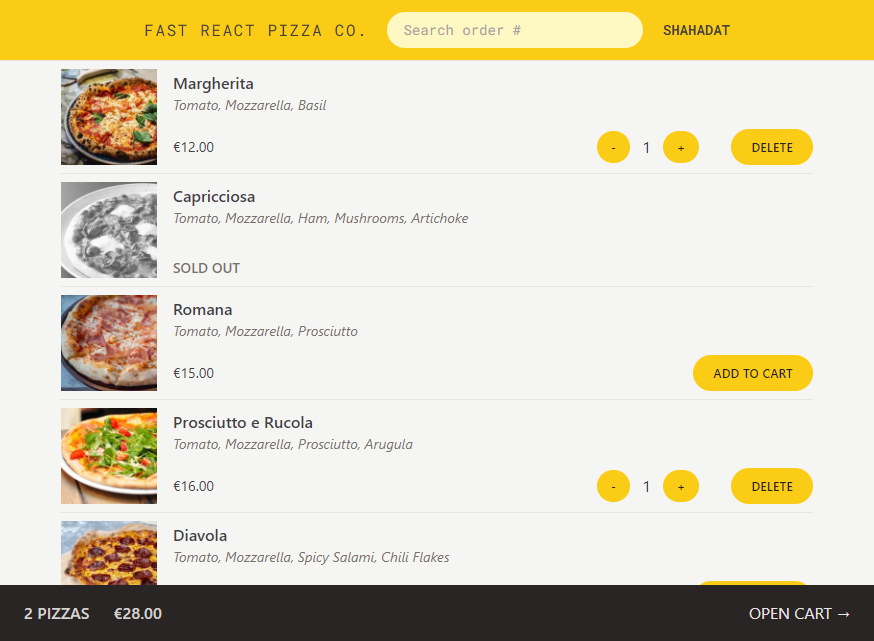 FAST REACT PIZZA CO. Search order # SHAHADAT
Margherita
Tomato, Mozzarella, Basil
€12.00 - 1 + DELETE
Capricciosa
Tomato, Mozzarella, Ham, Mushrooms, Artichoke
SOLD OUT
Romana
Tomato, Mozzarella, Prosciutto
€15.00 ADD TO CART
Prosciutto e Rucola
Tomato, Mozzarella, Prosciutto, Arugula
€16.00 - 1 + DELETE
Diavola
Tomato, Mozzarella, Spicy Salami, Chili Flakes
2 PIZZAS €28.00 OPEN CART →